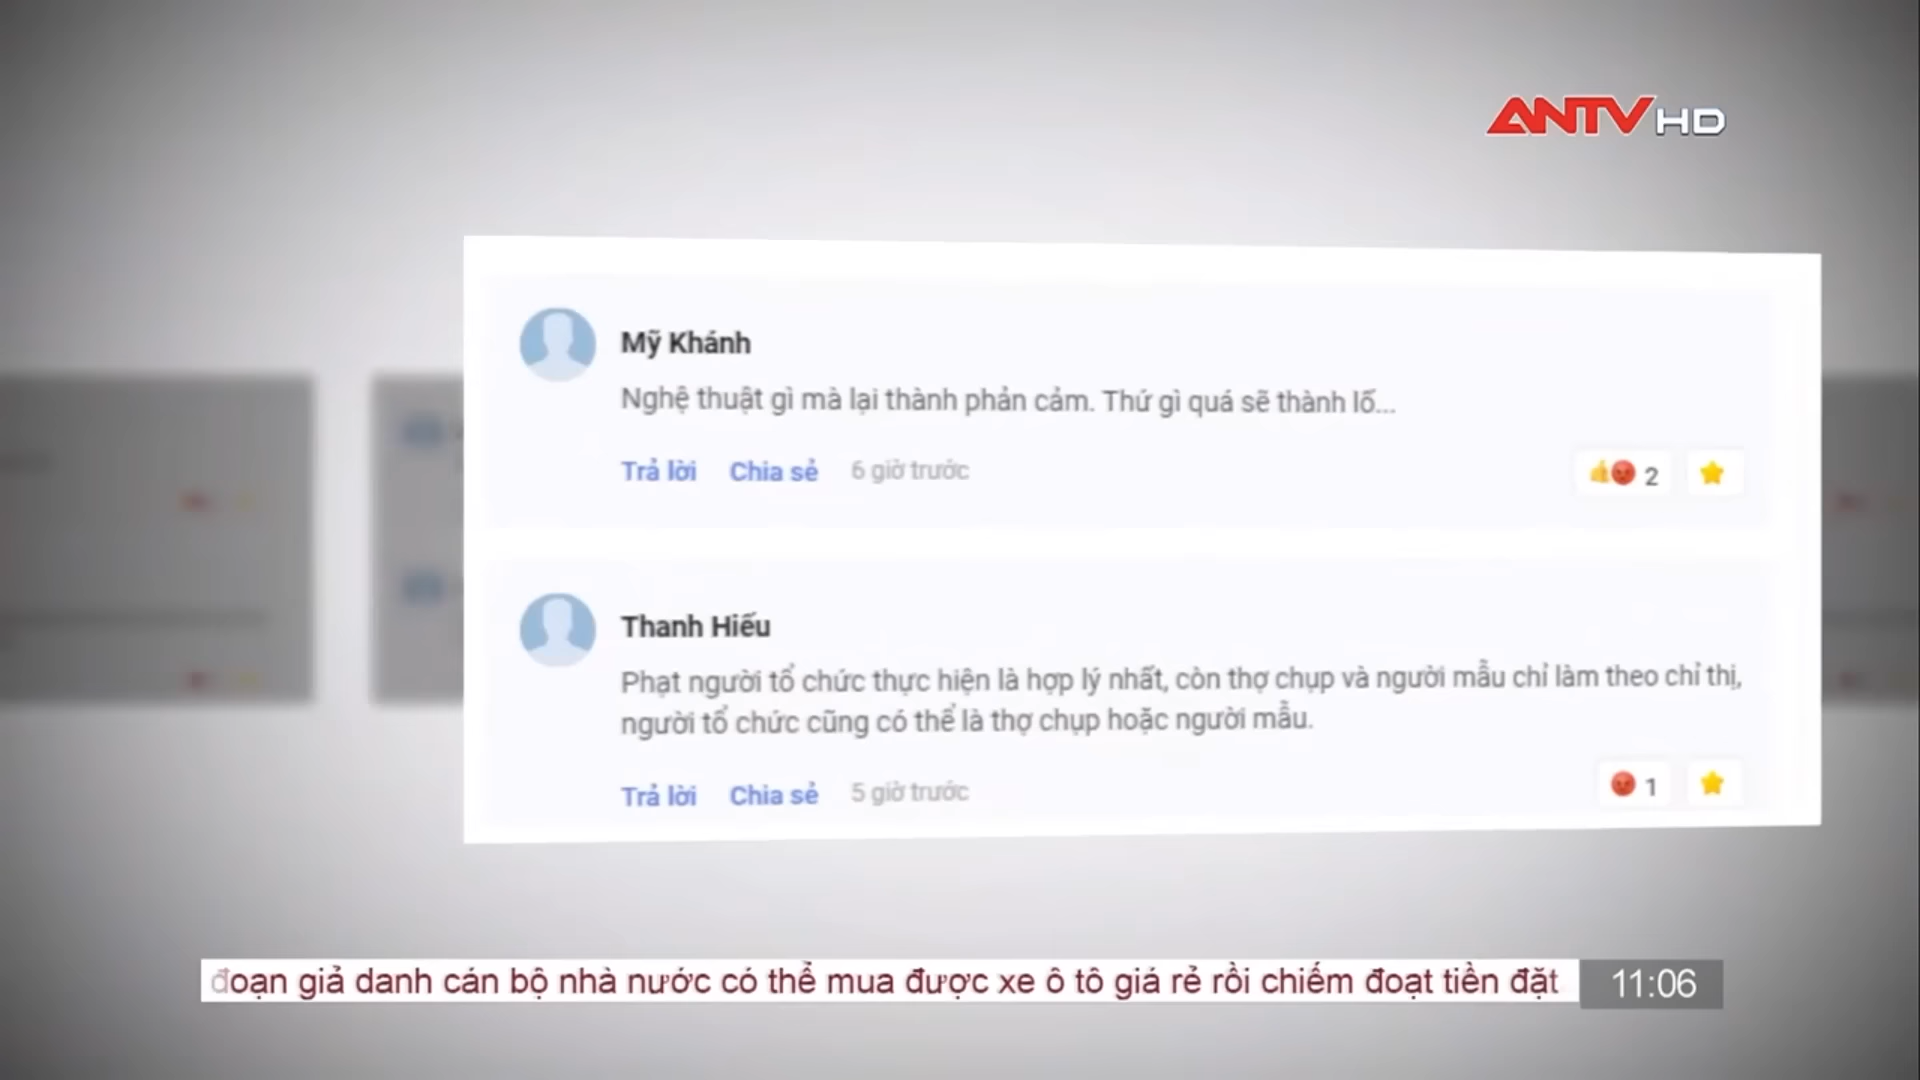 ANTV HD
Mỹ Khánh
Nghệ thuật gì mà lại thành phản cảm. Thứ gì quá sẽ thành lố...
Trả lời Chia sẻ 6 giờ trước 2
Thanh Hiếu
Phạt người tổ chức thực hiện là hợp lý nhất, còn thợ chụp và người mẫu chỉ làm theo chỉ thị,
người tổ chức cũng có thể là thợ chụp hoặc người mẫu.
Trả lời Chia sẻ 5 giờ trước 1
đoạn giả danh cán bộ nhà nước có thể mua được xe ô tô giá rẻ rồi chiếm đoạt tiền đặt 11:06